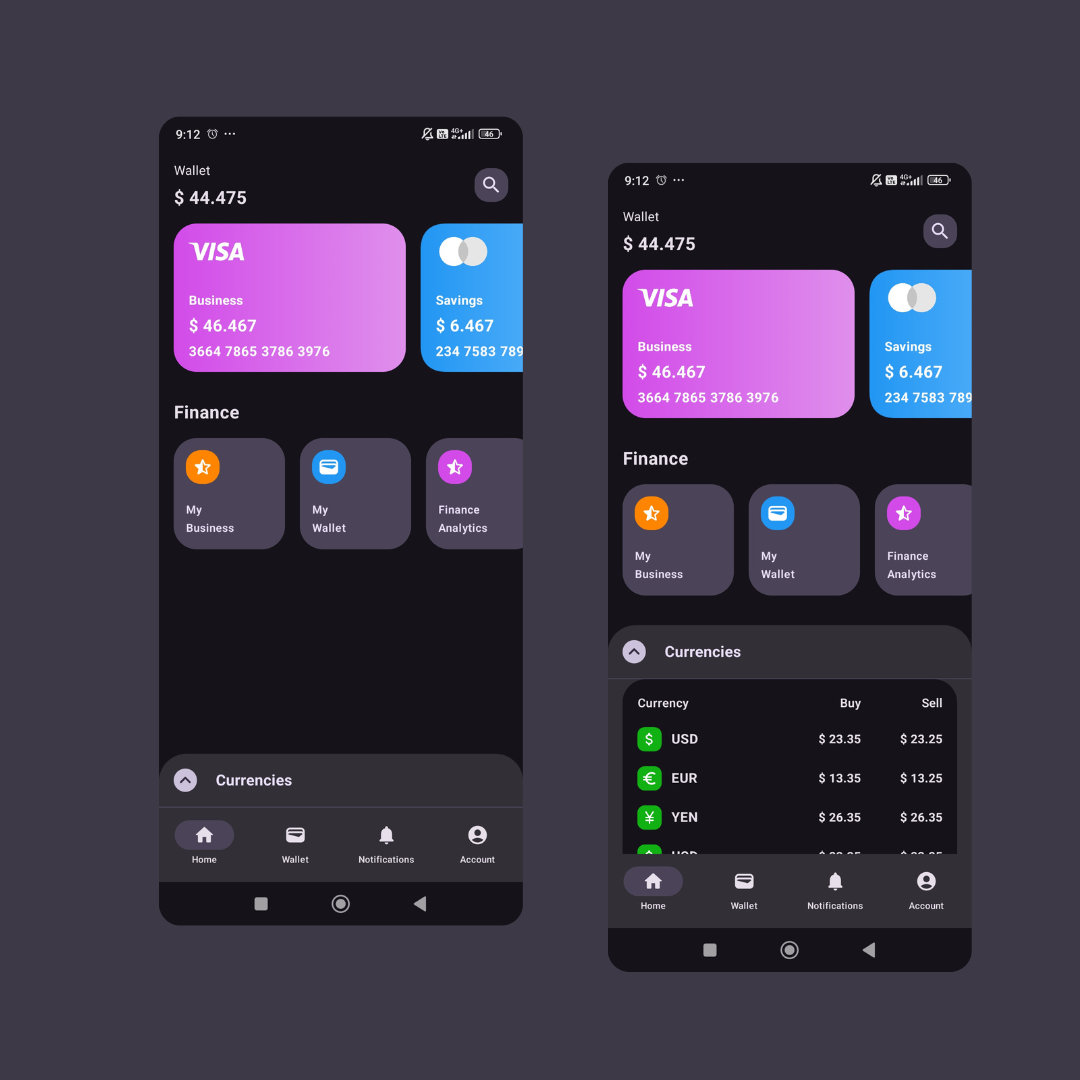 9:12
4G+
46
Wallet
$ 44.475
VISA
Business
$ 46.467
3664 7865 3786 3976
Savings
$ 6.467
234 7583 789
Finance
My
Business
My
Wallet
Finance
Analytics
Currencies
Home
Wallet
Notifications
Account
9:12
4G+
46
Wallet
$ 44.475
VISA
Business
$ 46.467
3664 7865 3786 3976
Savings
$ 6.467
234 7583 789
Finance
My
Business
My
Wallet
Finance
Analytics
Currencies
Currency Buy Sell
$ USD $ 23.35 $ 23.25
€ EUR $ 13.35 $ 13.25
¥ YEN $ 26.35 $ 26.35
Home
Wallet
Notifications
Account